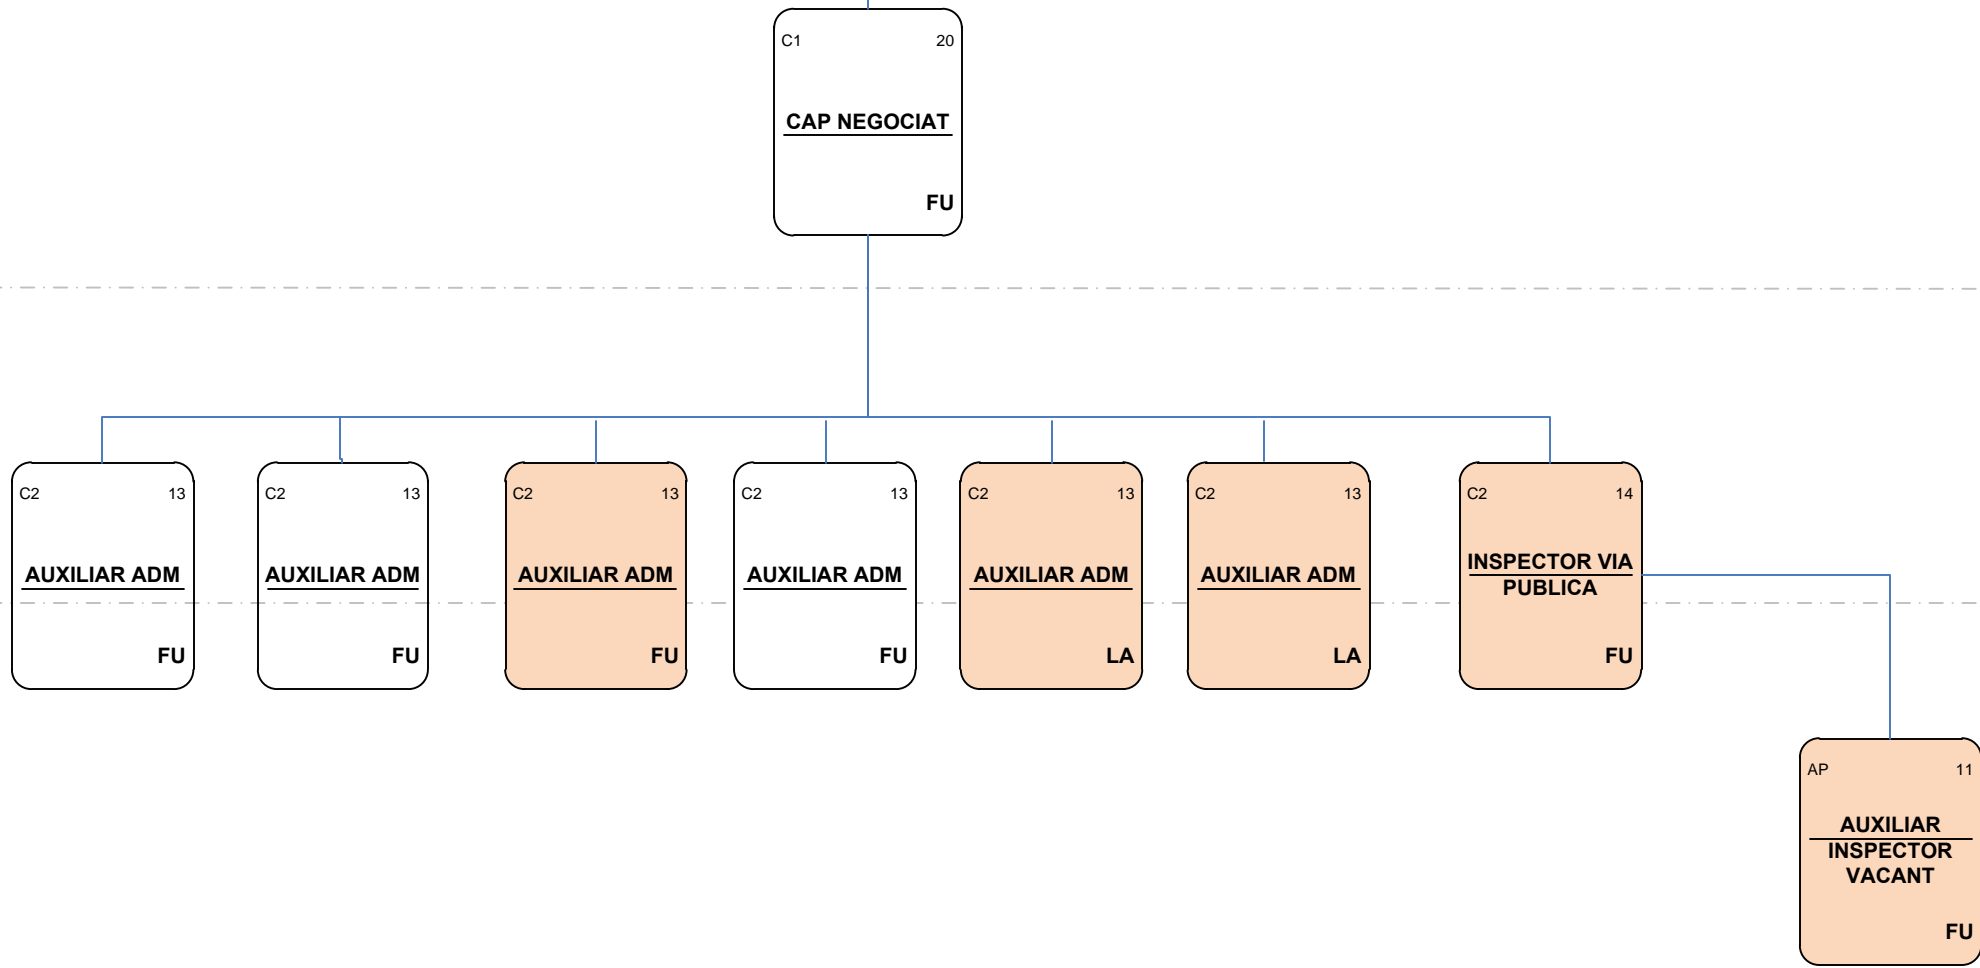 C1 20
CAP NEGOCIAT
FU
C2 13
AUXILIAR ADM
FU
C2 13
AUXILIAR ADM
FU
C2 13
AUXILIAR ADM
FU
C2 13
AUXILIAR ADM
FU
C2 13
AUXILIAR ADM
LA
C2 13
AUXILIAR ADM
LA
C2 14
INSPECTOR VIA
PUBLICA
FU
AP 11
AUXILIAR
INSPECTOR
VACANT
FU